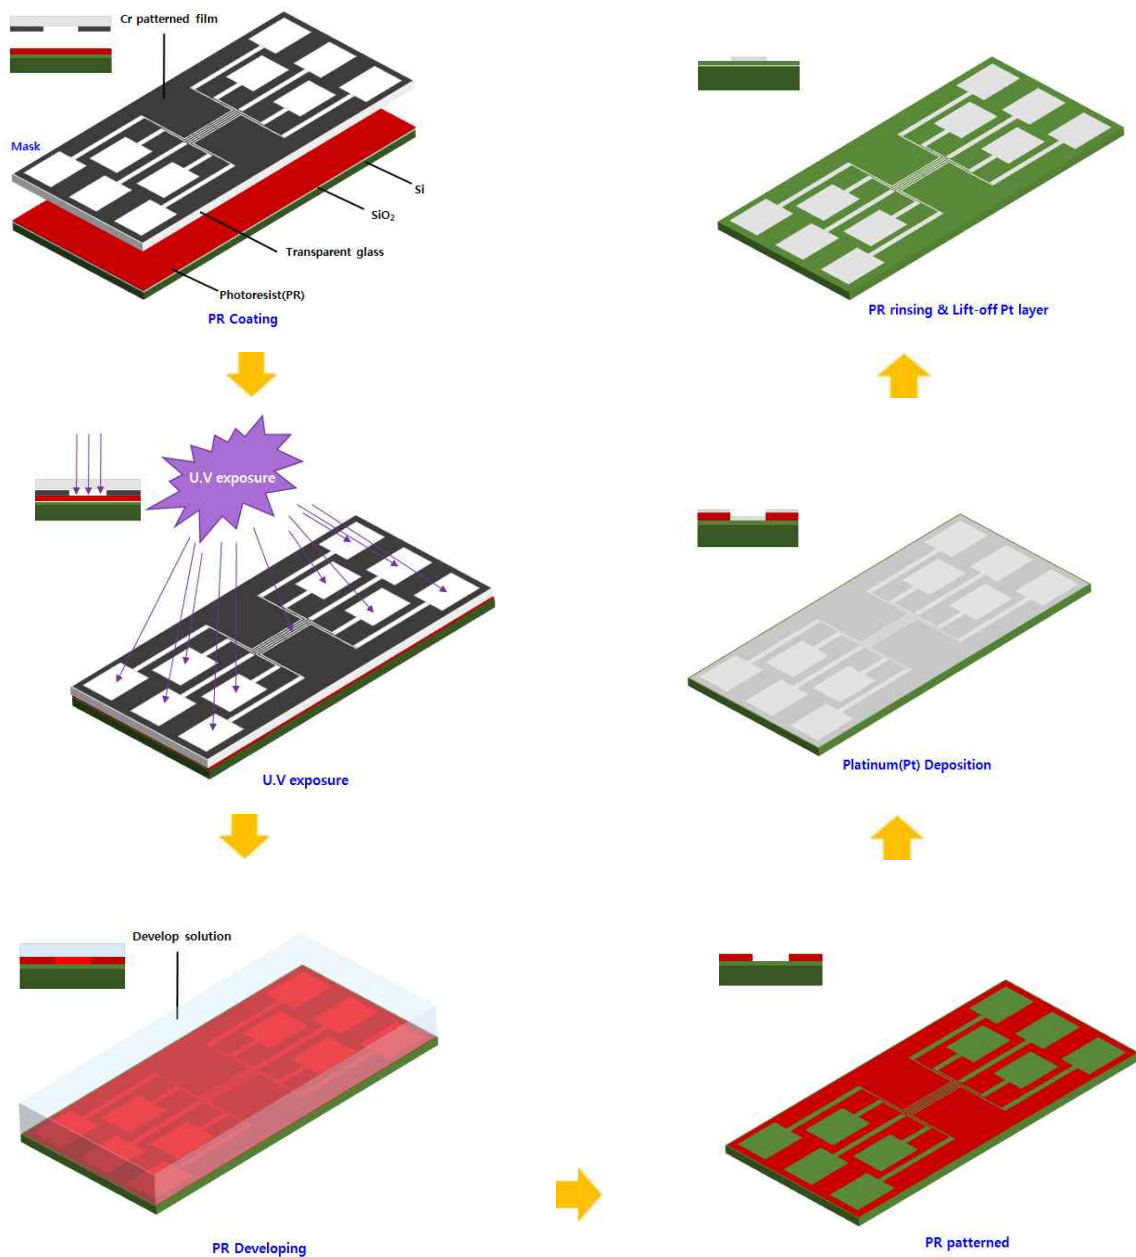 Cr patterned film
Mask
Si
SiO₂
Transparent glass
Photoresist(PR)
PR Coating
U.V exposure
U.V exposure
Develop solution
PR Developing
PR patterned
Platinum(Pt) Deposition
PR rinsing & Lift-off Pt layer